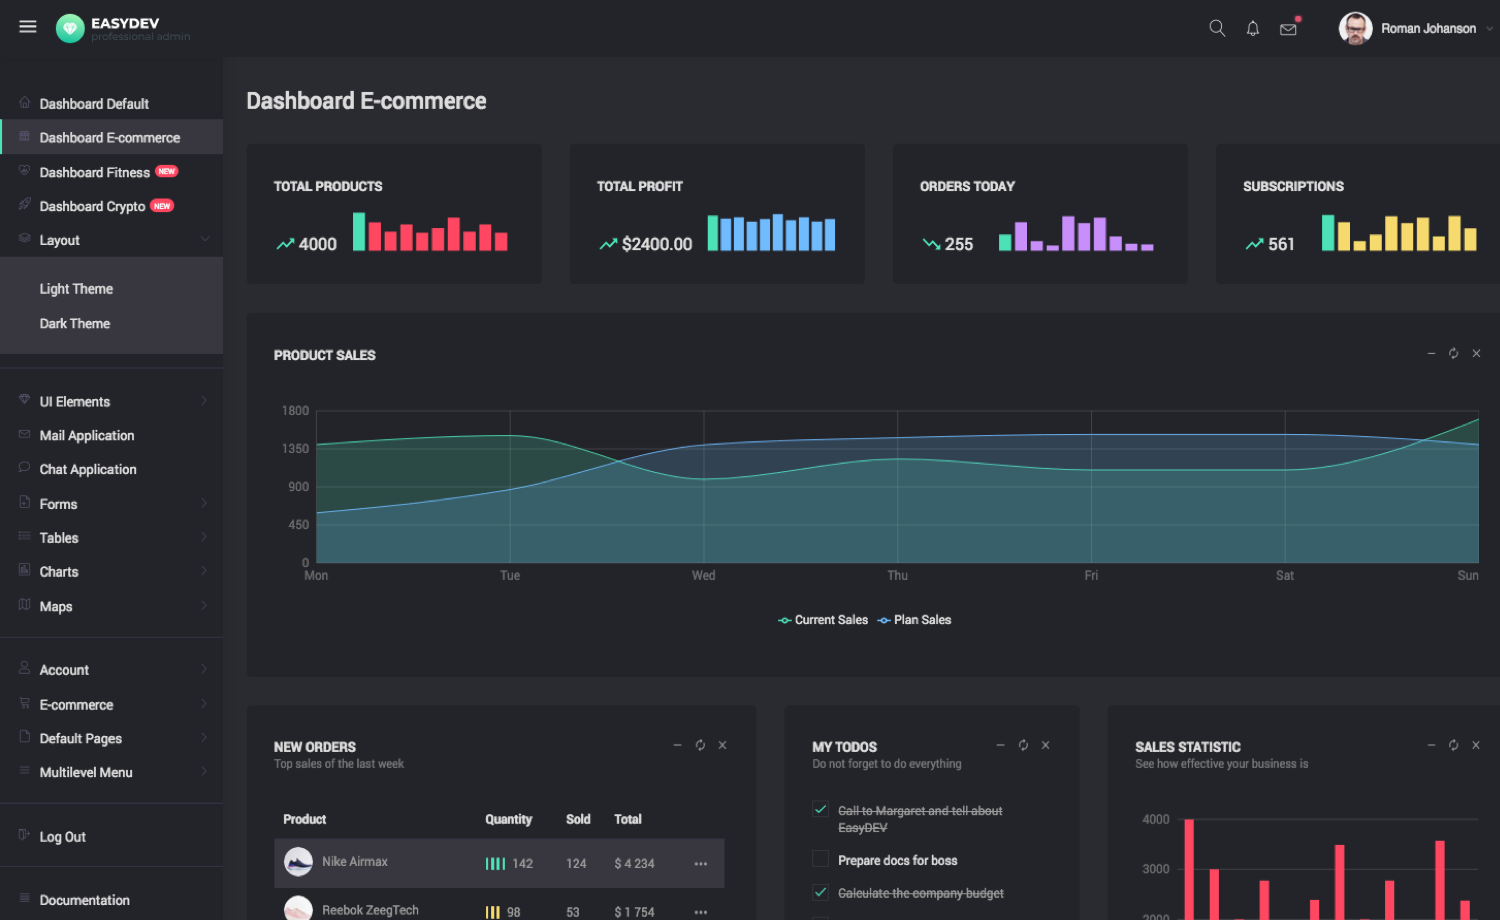 EASYDEV
professional admin
Roman Johanson
Dashboard Default
Dashboard E-commerce
Dashboard Fitness NEW
Dashboard Crypto NEW
Layout
Light Theme
Dark Theme
UI Elements
Mail Application
Chat Application
Forms
Tables
Charts
Maps
Account
E-commerce
Default Pages
Multilevel Menu
Log Out
Documentation
Dashboard E-commerce
TOTAL PRODUCTS
4000
TOTAL PROFIT
$2400.00
ORDERS TODAY
255
SUBSCRIPTIONS
561
PRODUCT SALES
1800
1350
900
450
0
Mon Tue Wed Thu Fri Sat Sun
Current Sales Plan Sales
NEW ORDERS
Top sales of the last week
Product Quantity Sold Total
Nike Airmax 142 124 $ 4 234
Reebok ZeegTech 98 53 $ 1 754
MY TODOS
Do not forget to do everything
Call to Margaret and tell about
EasyDEV
Prepare docs for boss
Calculate the company budget
SALES STATISTIC
See how effective your business is
4000
3000
2000